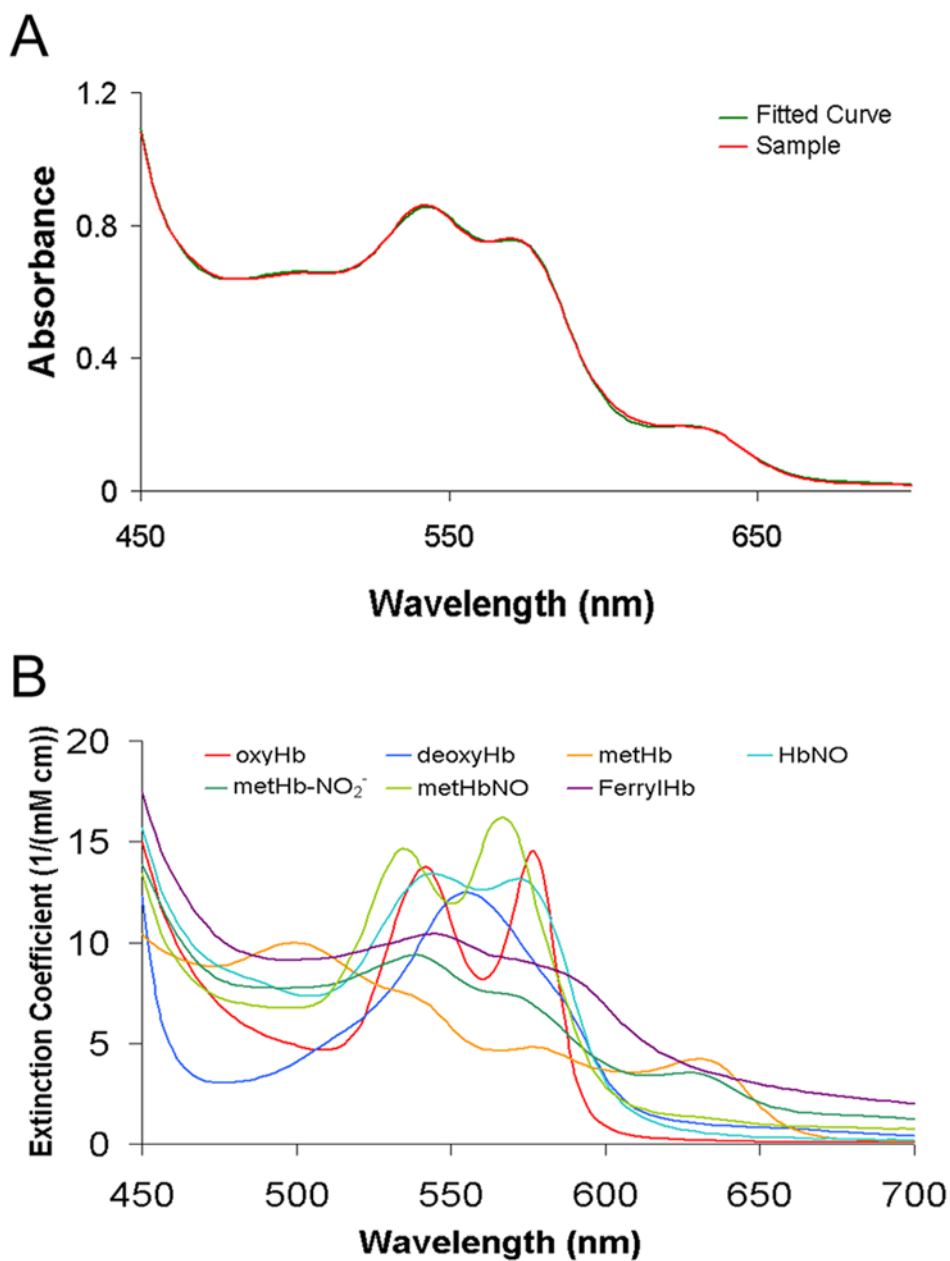 A
1.2
Fitted Curve
Sample
0.8
Absorbance
0.4
0
450 550 650
Wavelength (nm)
B
20
oxyHb deoxyHb metHb HbNO
metHb-NO₂⁻ metHbNO FerrylHb
15
Extinction Coefficient (1/(mM cm))
10
5
0
450 500 550 600 650 700
Wavelength (nm)